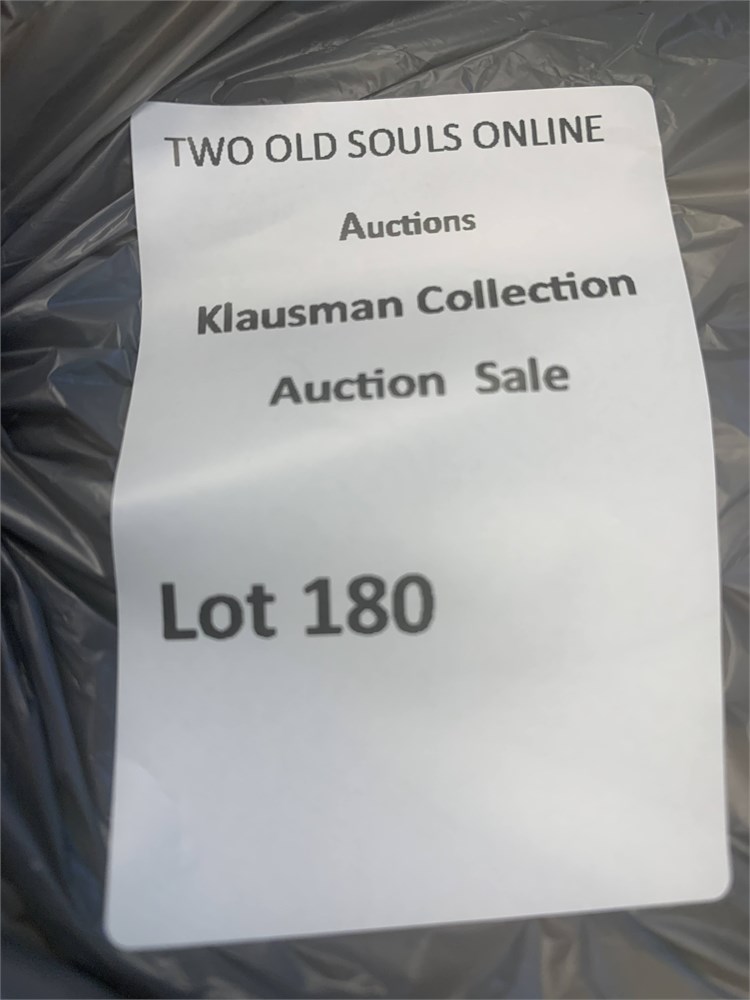 TWO OLD SOULS ONLINE
Auctions
Klausman Collection
Auction Sale
Lot 180